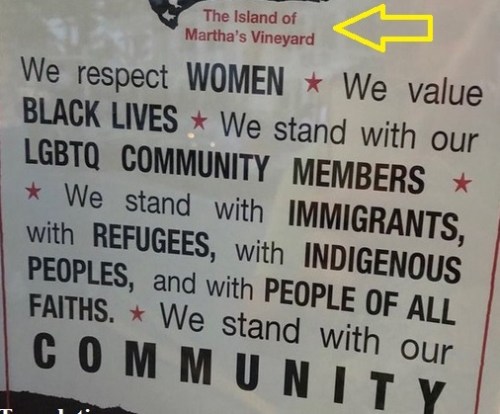 The Island of
Martha's Vineyard
We respect WOMEN ★ We value
BLACK LIVES ★ We stand with our
LGBTQ COMMUNITY MEMBERS ★
★ We stand with IMMIGRANTS,
with REFUGEES, with INDIGENOUS
PEOPLES, and with PEOPLE OF ALL
FAITHS. ★ We stand with our
COMMUNITY